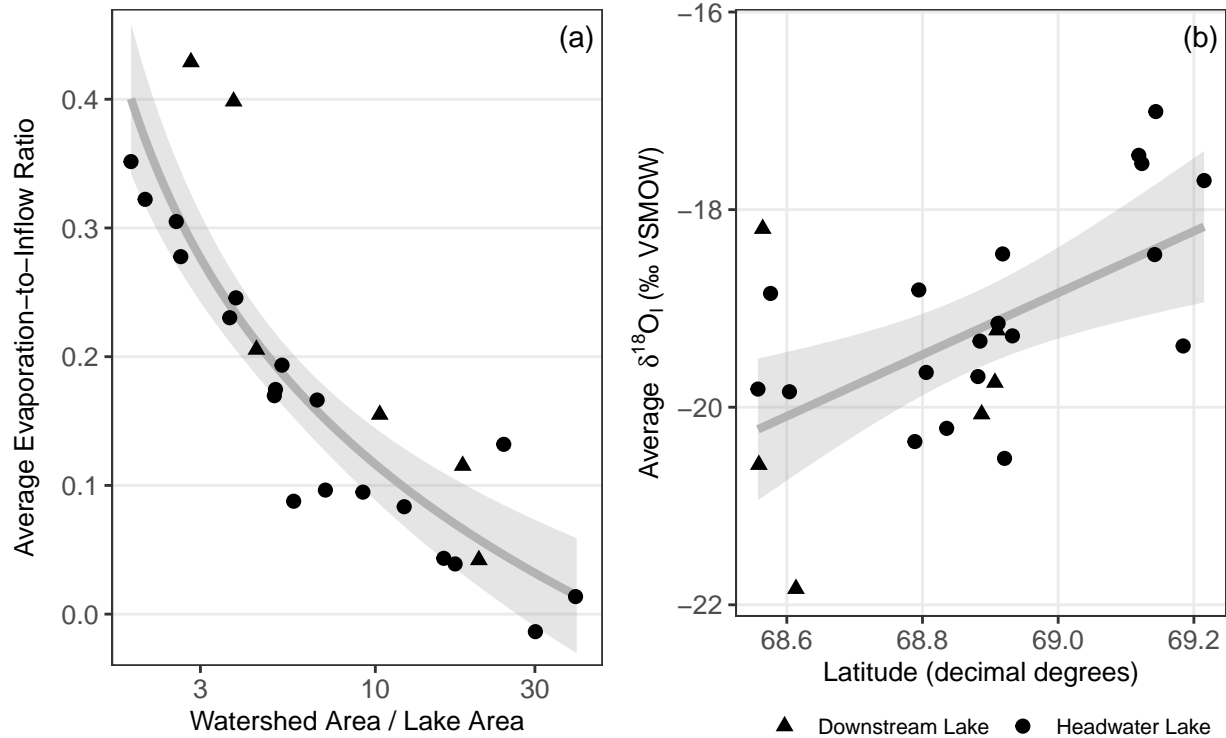 (a)
0.4
0.3
0.2
0.1
0.0
Average Evaporation−to−Inflow Ratio
3
10
30
Watershed Area / Lake Area
(b)
−16
−18
−20
−22
Average δ¹⁸Oₗ (‰ VSMOW)
68.6
68.8
69.0
69.2
Latitude (decimal degrees)
Downstream Lake
Headwater Lake